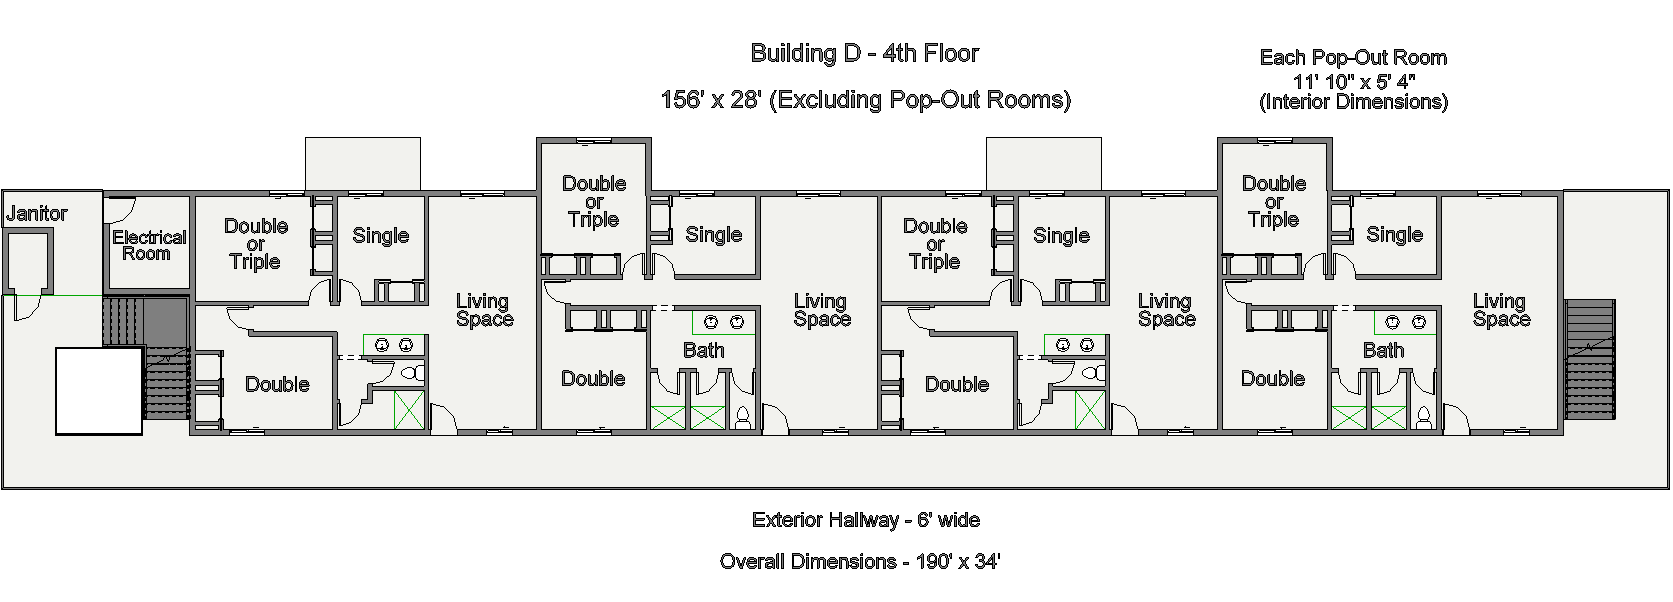 Building D - 4th Floor
156' x 28' (Excluding Pop-Out Rooms)
Each Pop-Out Room
11' 10" x 5' 4"
(Interior Dimensions)
Janitor
Electrical
Room
Double
or
Triple
Single
Double
Living
Space
Double
or
Triple
Single
Double
Bath
Living
Space
Double
or
Triple
Single
Double
Living
Space
Double
or
Triple
Single
Double
Bath
Living
Space
Exterior Hallway - 6' wide
Overall Dimensions - 190' x 34'